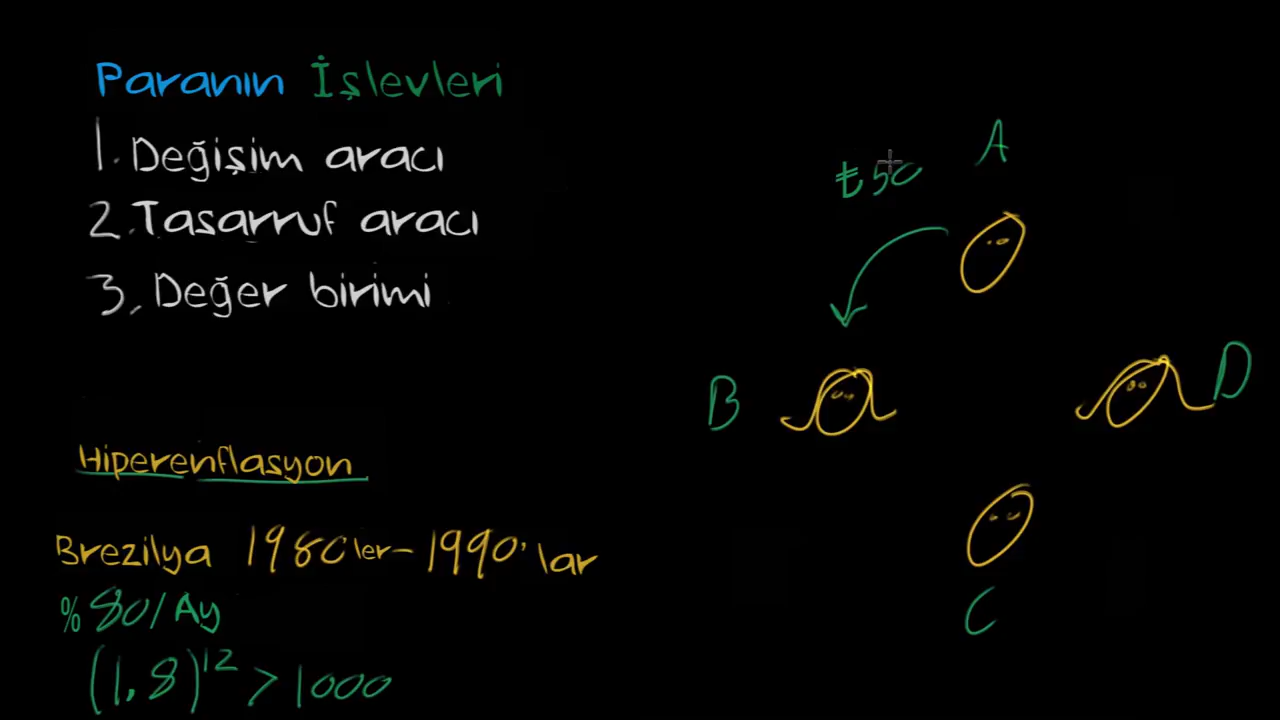 Paranın İşlevleri
1. Değişim aracı
2. Tasarruf aracı
3. Değer birimi
Hiperenflasyon
Brezilya 1980'ler-1990'lar
%80/Ay
(1,8)¹² > 1000
A
₺50
B
D
C